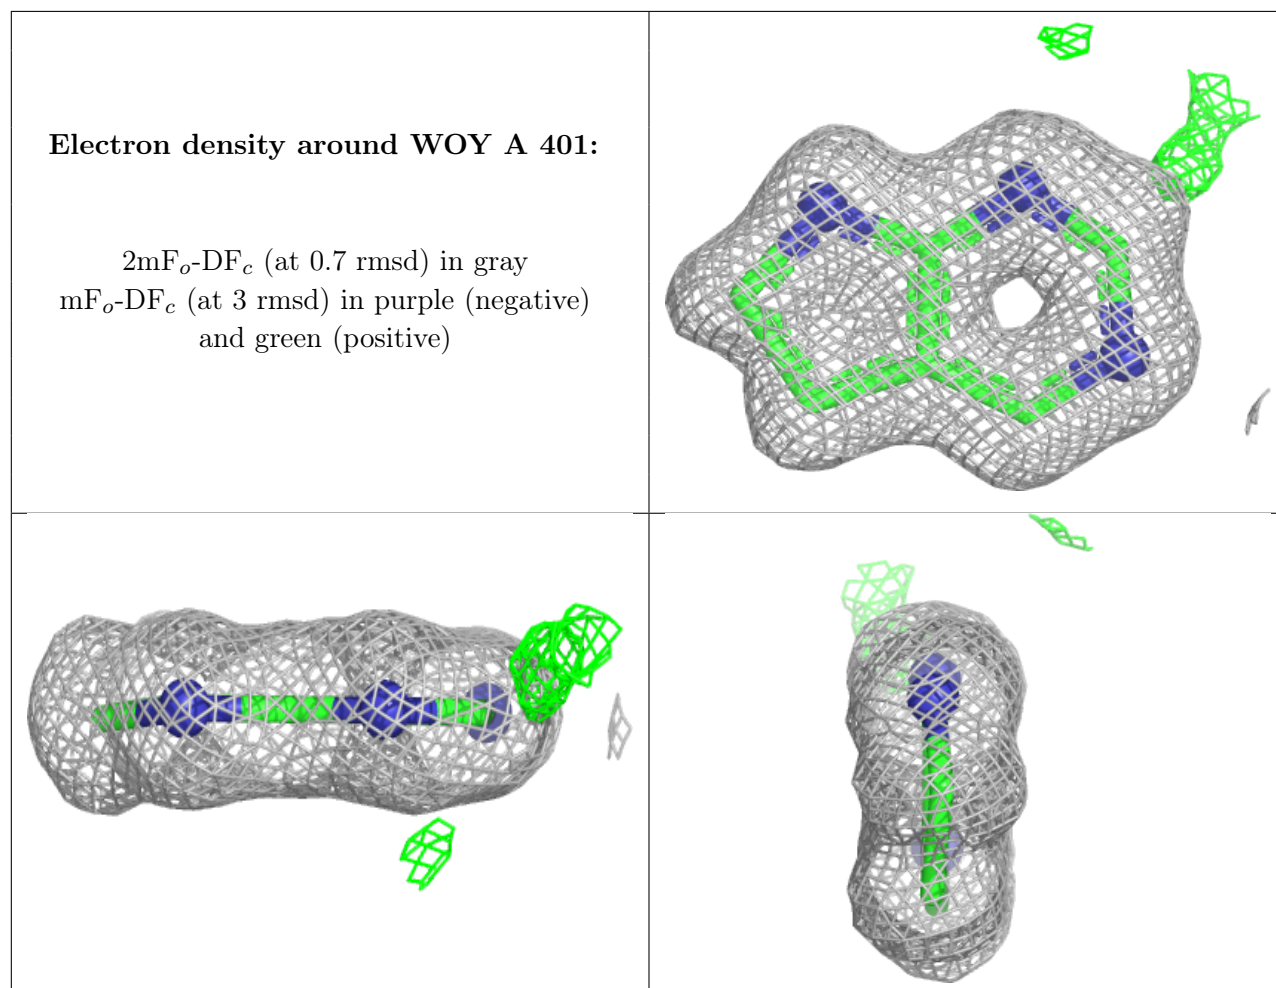 Electron density around WOY A 401:
2mFo-DFc (at 0.7 rmsd) in gray
mFo-DFc (at 3 rmsd) in purple (negative)
and green (positive)